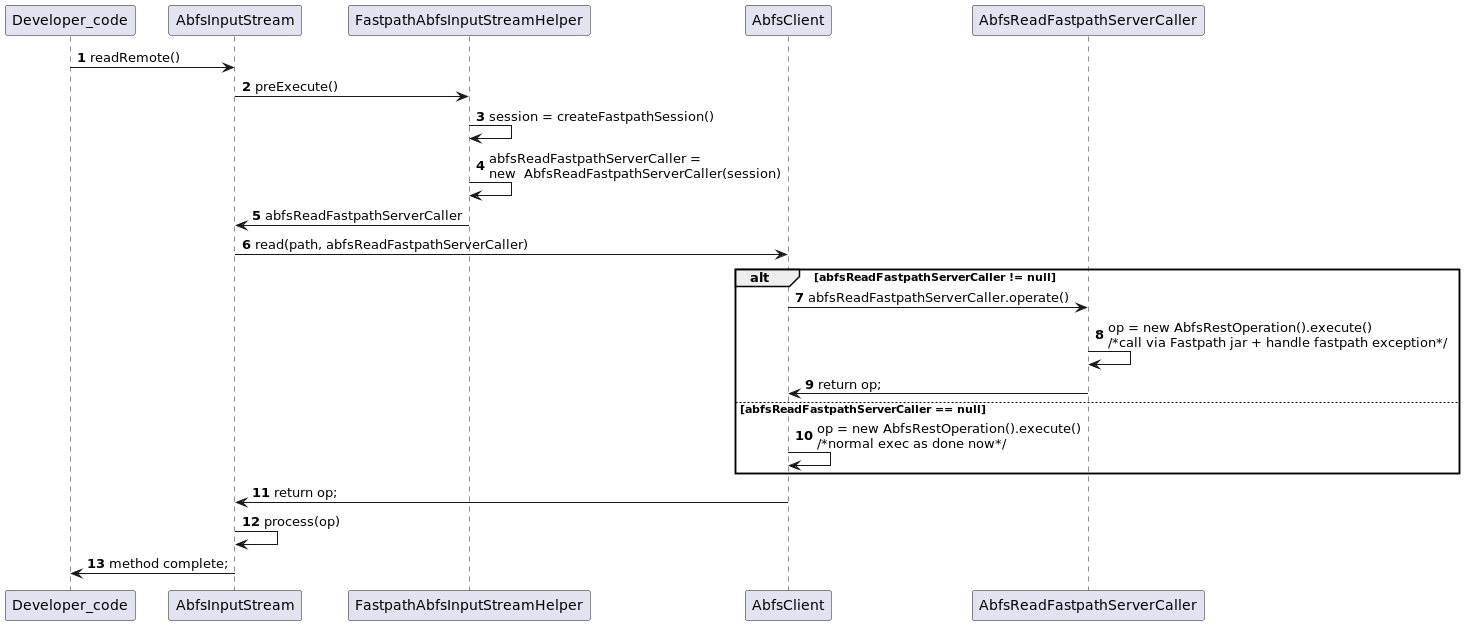 Developer_code AbfsInputStream FastpathAbfsInputStreamHelper AbfsClient AbfsReadFastpathServerCaller
1 readRemote()
2 preExecute()
3 session = createFastpathSession()
4 abfsReadFastpathServerCaller =
new  AbfsReadFastpathServerCaller(session)
5 abfsReadFastpathServerCaller
6 read(path, abfsReadFastpathServerCaller)
alt [abfsReadFastpathServerCaller != null]
7 abfsReadFastpathServerCaller.operate()
8 op = new AbfsRestOperation().execute()
/*call via Fastpath jar + handle fastpath exception*/
9 return op;
[abfsReadFastpathServerCaller == null]
10 op = new AbfsRestOperation().execute()
/*normal exec as done now*/
11 return op;
12 process(op)
13 method complete;
Developer_code AbfsInputStream FastpathAbfsInputStreamHelper AbfsClient AbfsReadFastpathServerCaller